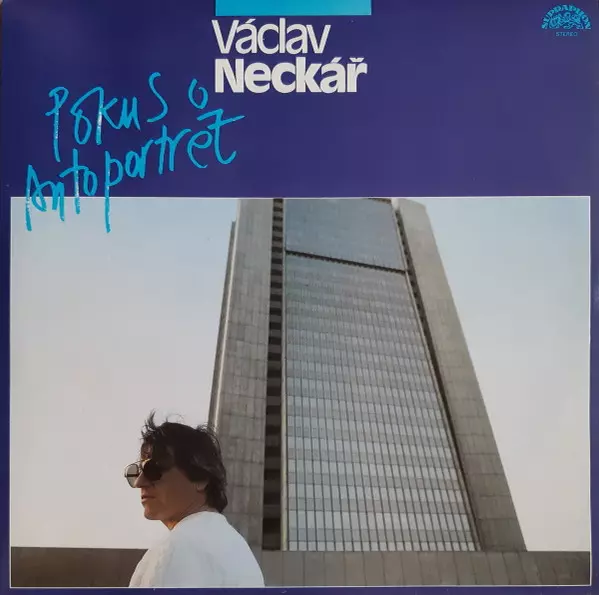 SUPRAPHON
STEREO
Václav
Neckář
Pokus o
Autoportrét